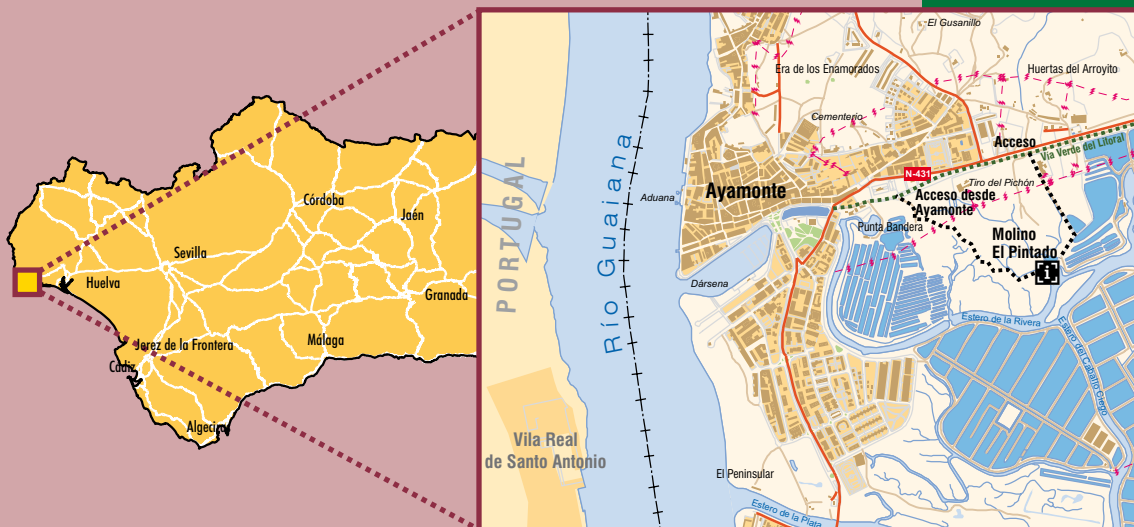 Córdoba
Jaén
Sevilla
Huelva
Granada
Málaga
Jerez de la Frontera
Cádiz
Algeciras
El Gusanillo
Era de los Enamorados
Huertas del Arroyito
Cementerio
Acceso
Vía Verde del Litoral
N-431
PORTUGAL
Río Guaiana
Aduana
Ayamonte
Tiro del Pichón
Acceso desde
Ayamonte
Punta Bandera
Molino
El Pintado
i
Dársena
Estero de la Rivera
Estero del Caballo Ciego
Vila Real
de Santo Antonio
El Peninsular
Estero de la Plata